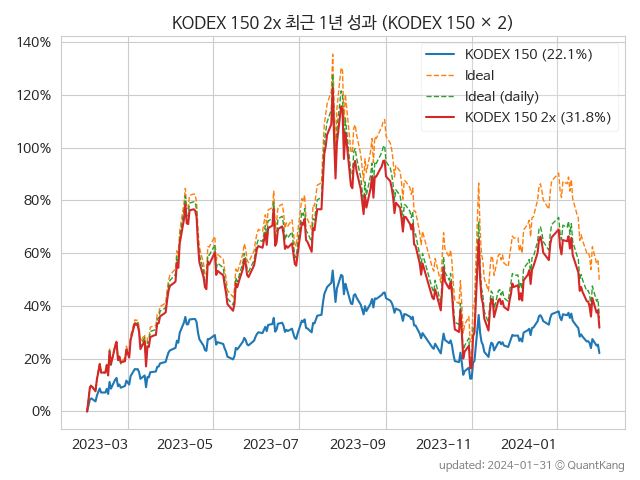 KODEX 150 2x 최근 1년 성과 (KODEX 150 × 2)
140%
120%
100%
80%
60%
40%
20%
0%
KODEX 150 (22.1%)
Ideal
Ideal (daily)
KODEX 150 2x (31.8%)
2023-03 2023-05 2023-07 2023-09 2023-11 2024-01
updated: 2024-01-31 © QuantKang